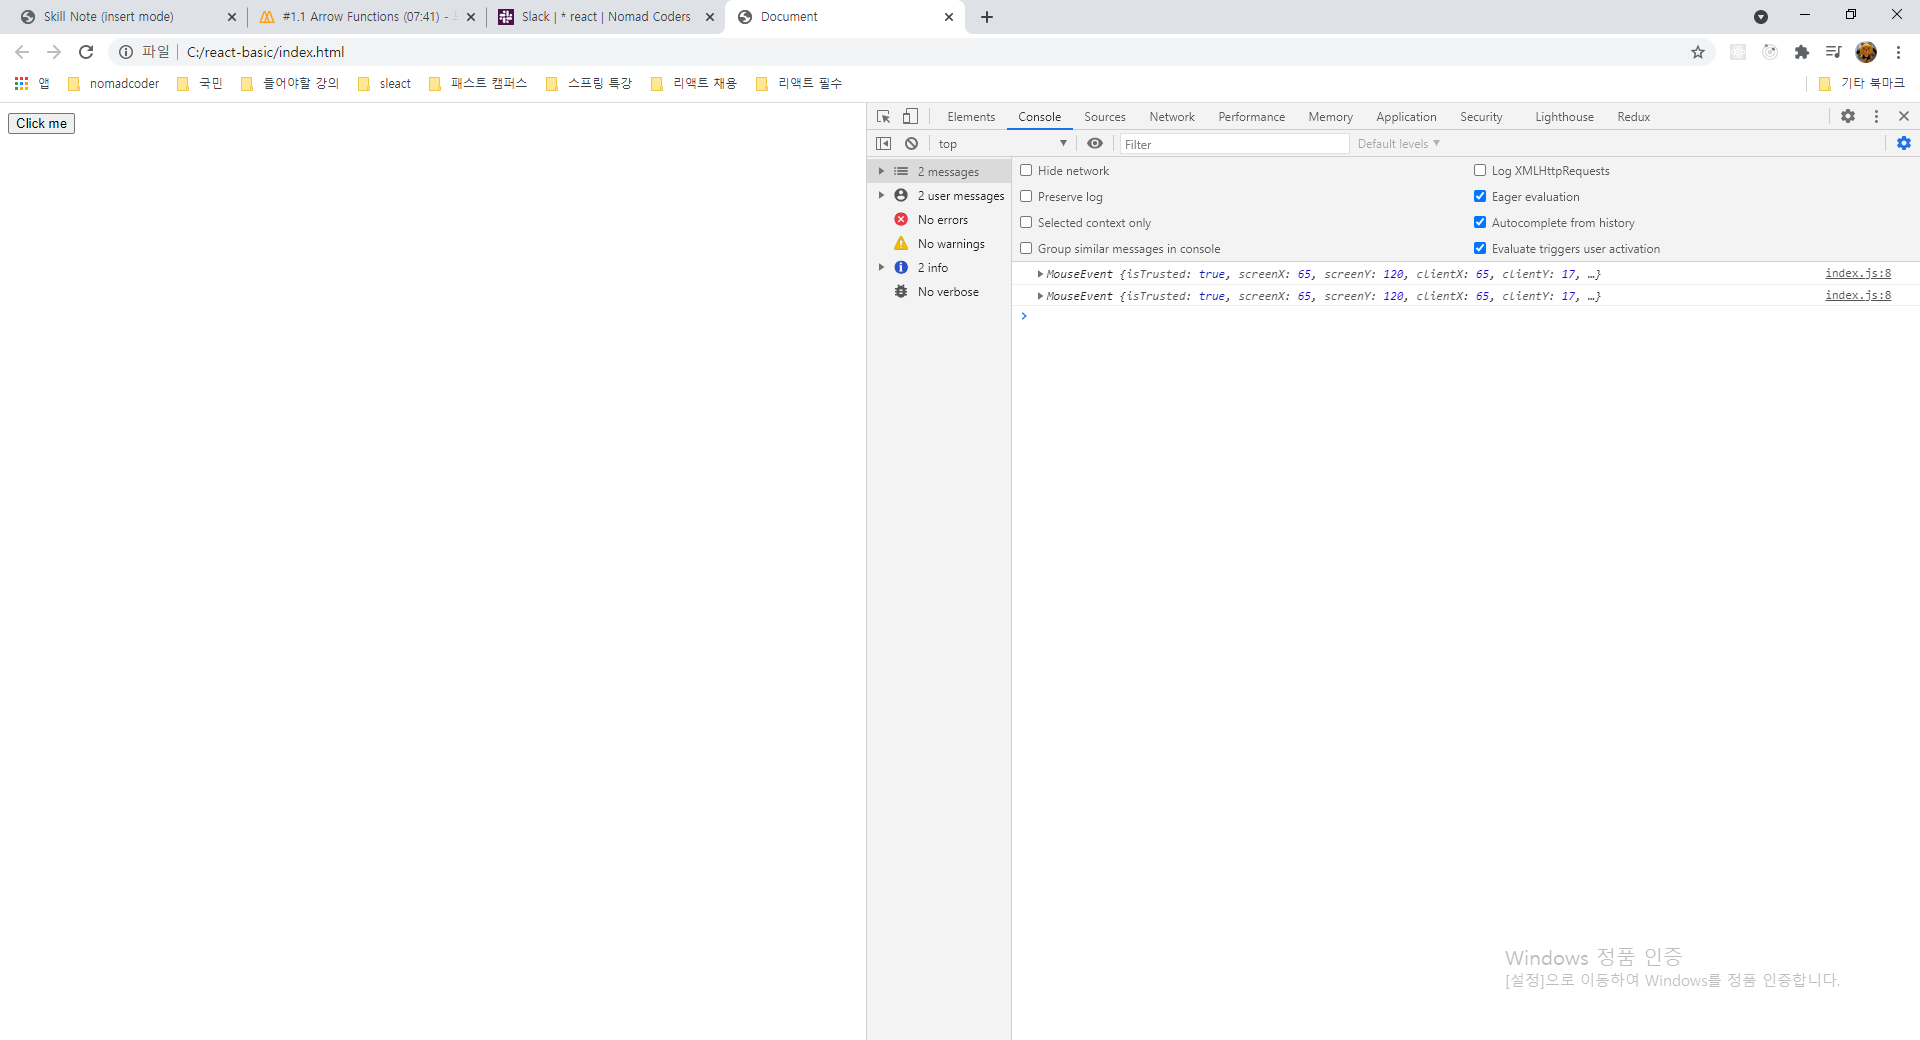 Skill Note (insert mode)
#1.1 Arrow Functions (07:41) -
Slack | * react | Nomad Coders
Document
파일
C:/react-basic/index.html
앱
nomadcoder
국민
들어야할 강의
sleact
패스트 캠퍼스
스프링 특강
리액트 채용
리액트 필수
기타 북마크
Click me
Elements
Console
Sources
Network
Performance
Memory
Application
Security
Lighthouse
Redux
top
Filter
Default levels
2 messages
2 user messages
No errors
No warnings
2 info
No verbose
Hide network
Log XMLHttpRequests
Preserve log
Eager evaluation
Selected context only
Autocomplete from history
Group similar messages in console
Evaluate triggers user activation
MouseEvent {isTrusted: true, screenX: 65, screenY: 120, clientX: 65, clientY: 17, …}
index.js:8
MouseEvent {isTrusted: true, screenX: 65, screenY: 120, clientX: 65, clientY: 17, …}
index.js:8
Windows 정품 인증
[설정]으로 이동하여 Windows를 정품 인증합니다.